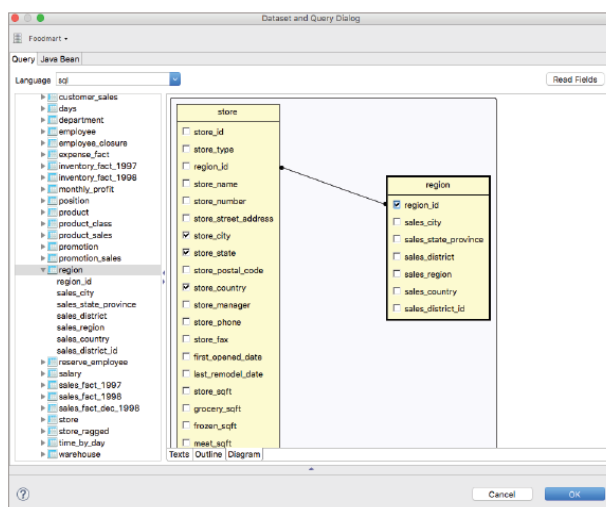 Dataset and Query Dialog
Foodmart
Query Java Bean
Language sql
Read Fields
customer_sales
days
department
employee
employee_closure
expense_fact
inventory_fact_1997
inventory_fact_1998
monthly_profit
position
product
product_class
product_sales
promotion
promotion_sales
region
region_id
sales_city
sales_state_province
sales_district
sales_region
sales_country
sales_district_id
reserve_employee
salary
sales_fact_1997
sales_fact_1998
sales_fact_dec_1998
store
store_ragged
time_by_day
warehouse
store
store_id
store_type
region_id
store_name
store_number
store_street_address
store_city
store_state
store_postal_code
store_country
store_manager
store_phone
store_fax
first_opened_date
last_remodel_date
store_sqft
grocery_sqft
frozen_sqft
meat_sqft
region
region_id
sales_city
sales_state_province
sales_district
sales_region
sales_country
sales_district_id
Texts Outline Diagram
?
Cancel
OK